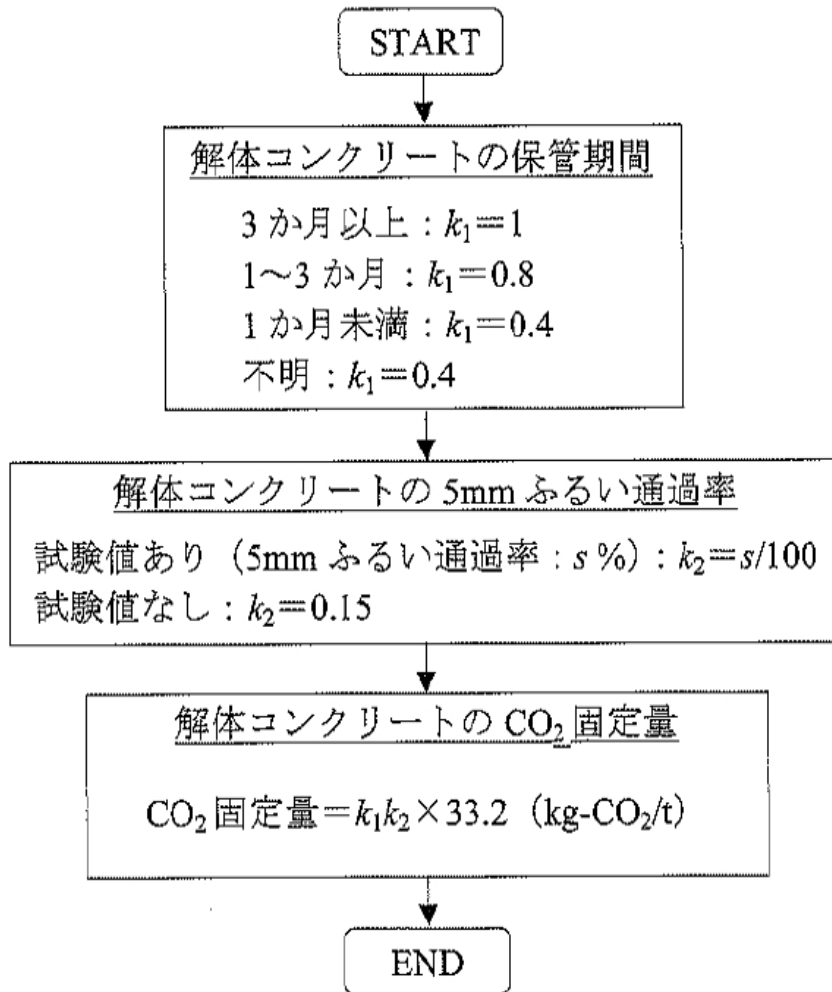 START
解体コンクリートの保管期間
3か月以上：k₁＝1
1～3か月：k₁＝0.8
1か月未満：k₁＝0.4
不明：k₁＝0.4
解体コンクリートの5mmふるい通過率
試験値あり（5mmふるい通過率：s %）：k₂＝s/100
試験値なし：k₂＝0.15
解体コンクリートのCO₂固定量
CO₂固定量＝k₁k₂×33.2（kg-CO₂/t）
END